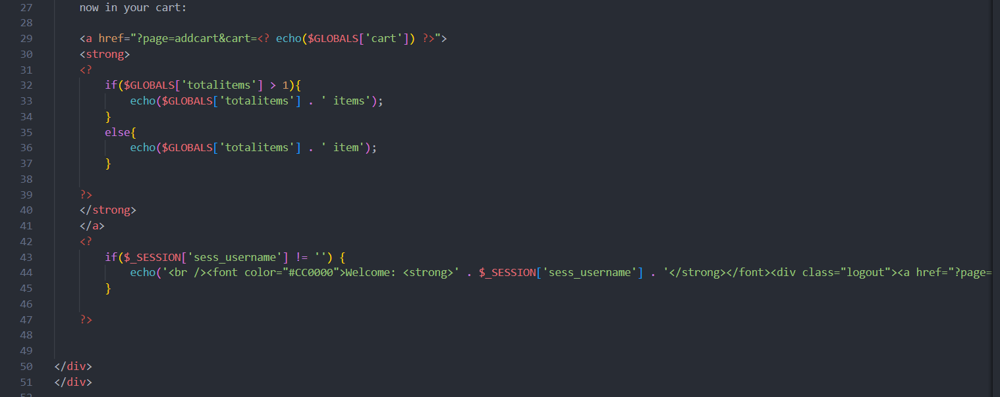 27 now in your cart:
28
29 <a href="?page=addcart&cart=<? echo($GLOBALS['cart']) ?>">
30 <strong>
31 <?
32 if($GLOBALS['totalitems'] > 1){
33 echo($GLOBALS['totalitems'] . ' items');
34 }
35 else{
36 echo($GLOBALS['totalitems'] . ' item');
37 }
38
39 ?>
40 </strong>
41 </a>
42 <?
43 if($_SESSION['sess_username'] != '') {
44 echo('<br /><font color="#CC0000">Welcome: <strong>' . $_SESSION['sess_username'] . '</strong></font><div class="logout"><a href="?page=
45 }
46
47 ?>
48
49
50 </div>
51 </div>
52